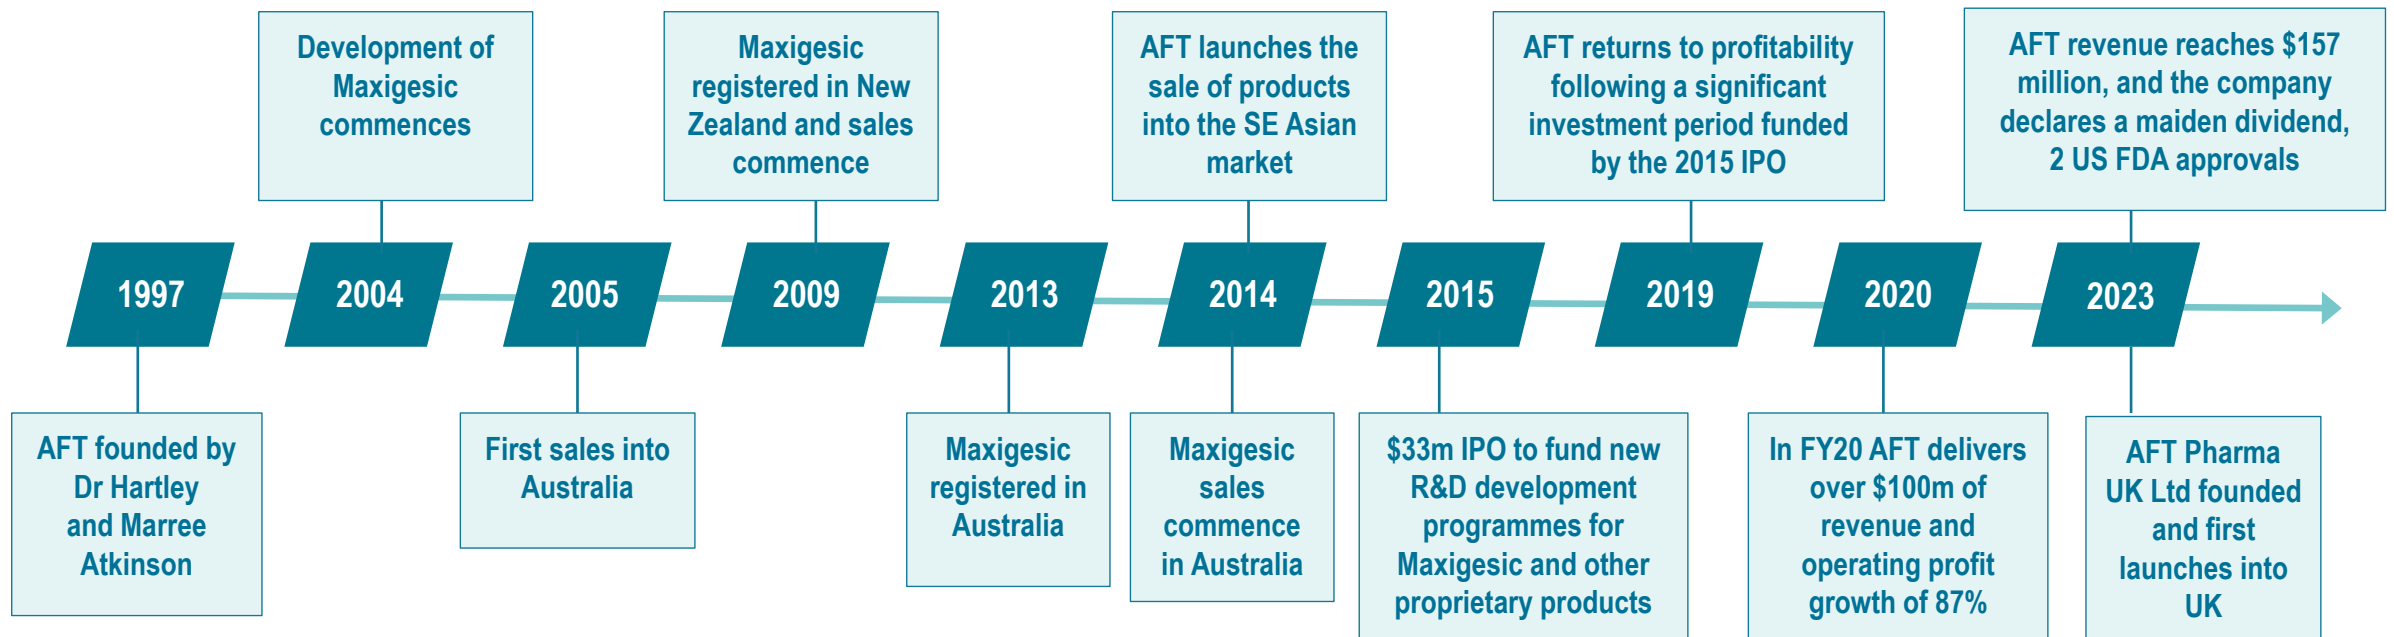 Development of
Maxigesic
commences
Maxigesic
registered in New
Zealand and sales
commence
AFT launches the
sale of products
into the SE Asian
market
AFT returns to profitability
following a significant
investment period funded
by the 2015 IPO
AFT revenue reaches $157
million, and the company
declares a maiden dividend,
2 US FDA approvals
1997
2004
2005
2009
2013
2014
2015
2019
2020
2023
AFT founded by
Dr Hartley
and Marree
Atkinson
First sales into
Australia
Maxigesic
registered in
Australia
Maxigesic
sales
commence
in Australia
$33m IPO to fund new
R&D development
programmes for
Maxigesic and other
proprietary products
In FY20 AFT delivers
over $100m of
revenue and
operating profit
growth of 87%
AFT Pharma
UK Ltd founded
and first
launches into
UK